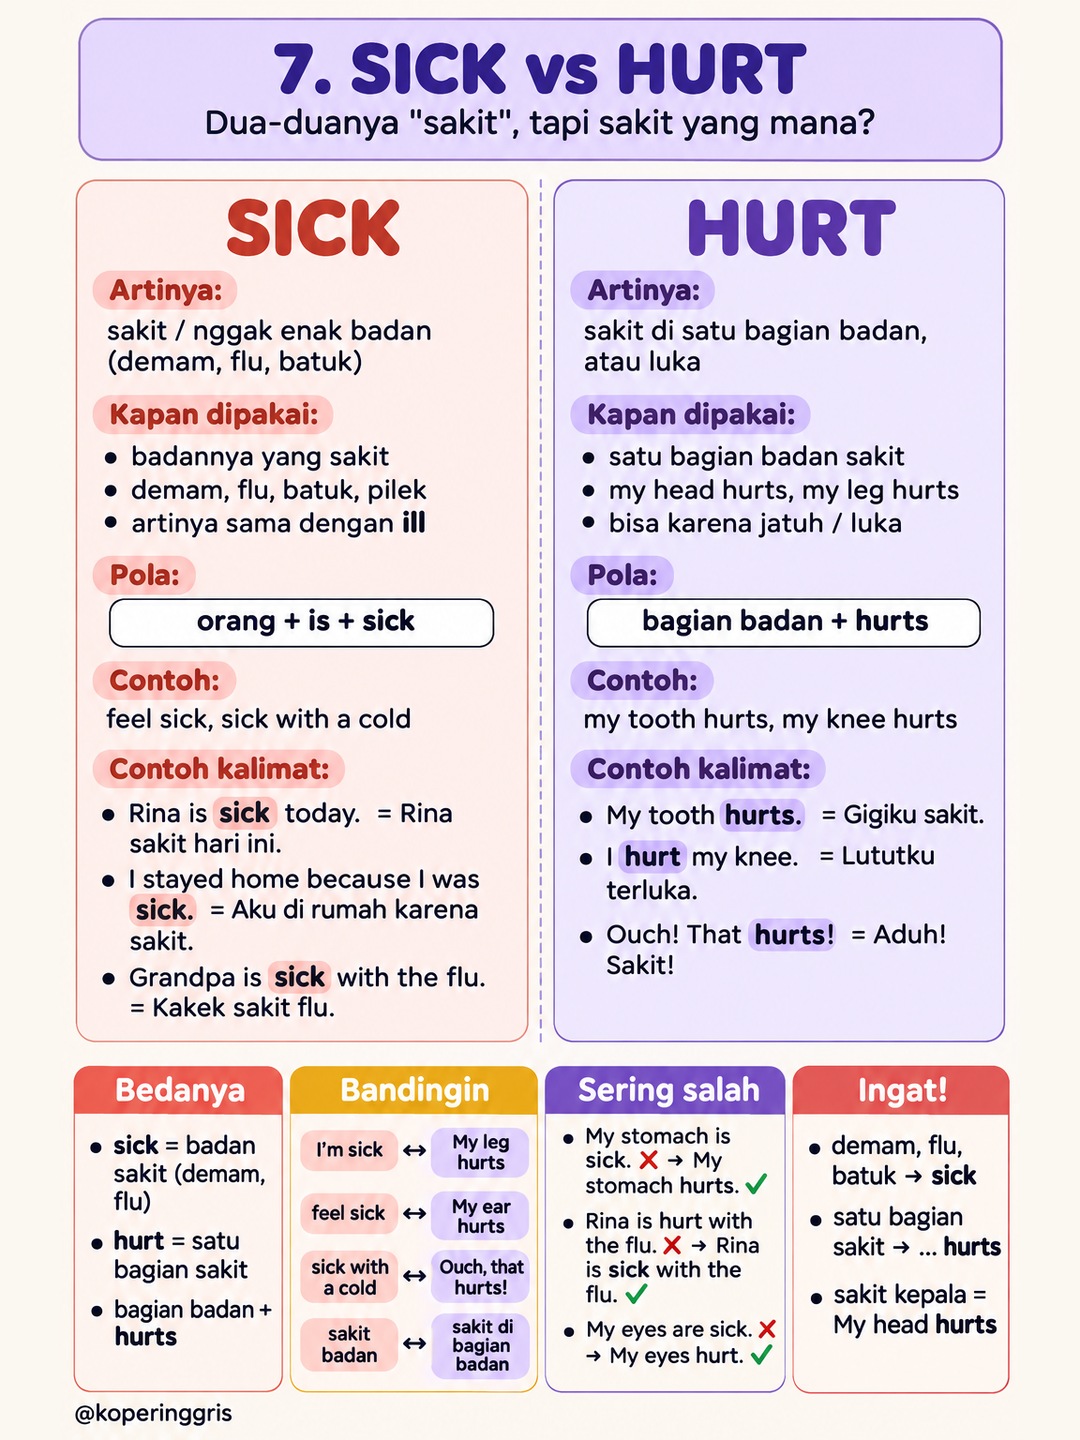 7. SICK vs HURT
Dua-duanya "sakit", tapi sakit yang mana?
SICK
Artinya:
sakit / nggak enak badan
(demam, flu, batuk)
Kapan dipakai:
• badannya yang sakit
• demam, flu, batuk, pilek
• artinya sama dengan ill
Pola:
orang + is + sick
Contoh:
feel sick, sick with a cold
Contoh kalimat:
• Rina is sick today. = Rina
sakit hari ini.
• I stayed home because I was
sick. = Aku di rumah karena
sakit.
• Grandpa is sick with the flu.
= Kakek sakit flu.
HURT
Artinya:
sakit di satu bagian badan,
atau luka
Kapan dipakai:
• satu bagian badan sakit
• my head hurts, my leg hurts
• bisa karena jatuh / luka
Pola:
bagian badan + hurts
Contoh:
my tooth hurts, my knee hurts
Contoh kalimat:
• My tooth hurts. = Gigiku sakit.
• I hurt my knee. = Lututku
terluka.
• Ouch! That hurts! = Aduh!
Sakit!
Bedanya
• sick = badan
sakit (demam,
flu)
• hurt = satu
bagian sakit
• bagian badan +
hurts
Bandingin
I'm sick ↔ My leg
hurts
feel sick ↔ My ear
hurts
sick with
a cold ↔ Ouch, that
hurts!
sakit
badan ↔ sakit di
bagian
badan
Sering salah
• My stomach is
sick. ❌ → My
stomach hurts. ✓
• Rina is hurt with
the flu. ❌ → Rina
is sick with the
flu. ✓
• My eyes are sick. ❌
→ My eyes hurt. ✓
Ingat!
• demam, flu,
batuk → sick
• satu bagian
sakit → ... hurts
• sakit kepala =
My head hurts
@koperinggris